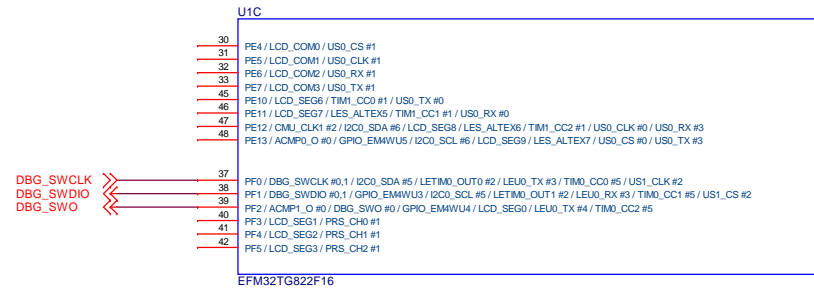 U1C
30 PE4 / LCD_COM0 / US0_CS #1
31 PE5 / LCD_COM1 / US0_CLK #1
32 PE6 / LCD_COM2 / US0_RX #1
33 PE7 / LCD_COM3 / US0_TX #1
45 PE10 / LCD_SEG6 / TIM1_CC0 #1 / US0_TX #0
46 PE11 / LCD_SEG7 / LES_ALTEX5 / TIM1_CC1 #1 / US0_RX #0
47 PE12 / CMU_CLK1 #2 / I2C0_SDA #6 / LCD_SEG8 / LES_ALTEX6 / TIM1_CC2 #1 / US0_CLK #0 / US0_RX #3
48 PE13 / ACMP0_O #0 / GPIO_EM4WU5 / I2C0_SCL #6 / LCD_SEG9 / LES_ALTEX7 / US0_CS #0 / US0_TX #3
DBG_SWCLK 37 PF0 / DBG_SWCLK #0,1 / I2C0_SDA #5 / LETIM0_OUT0 #2 / LEU0_TX #3 / TIM0_CC0 #5 / US1_CLK #2
DBG_SWDIO 38 PF1 / DBG_SWDIO #0,1 / GPIO_EM4WU3 / I2C0_SCL #5 / LETIM0_OUT1 #2 / LEU0_RX #3 / TIM0_CC1 #5 / US1_CS #2
DBG_SWO 39 PF2 / ACMP1_O #0 / DBG_SWO #0 / GPIO_EM4WU4 / LCD_SEG0 / LEU0_TX #4 / TIM0_CC2 #5
40 PF3 / LCD_SEG1 / PRS_CH0 #1
41 PF4 / LCD_SEG2 / PRS_CH1 #1
42 PF5 / LCD_SEG3 / PRS_CH2 #1
EFM32TG822F16